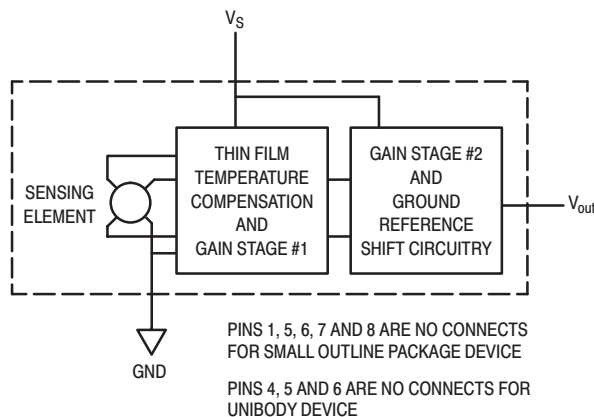 V_S
THIN FILM
TEMPERATURE
COMPENSATION
AND
GAIN STAGE #1
GAIN STAGE #2
AND
GROUND
REFERENCE
SHIFT CIRCUITRY
SENSING
ELEMENT
V_out
GND
PINS 1, 5, 6, 7 AND 8 ARE NO CONNECTS
FOR SMALL OUTLINE PACKAGE DEVICE
PINS 4, 5 AND 6 ARE NO CONNECTS FOR
UNIBODY DEVICE